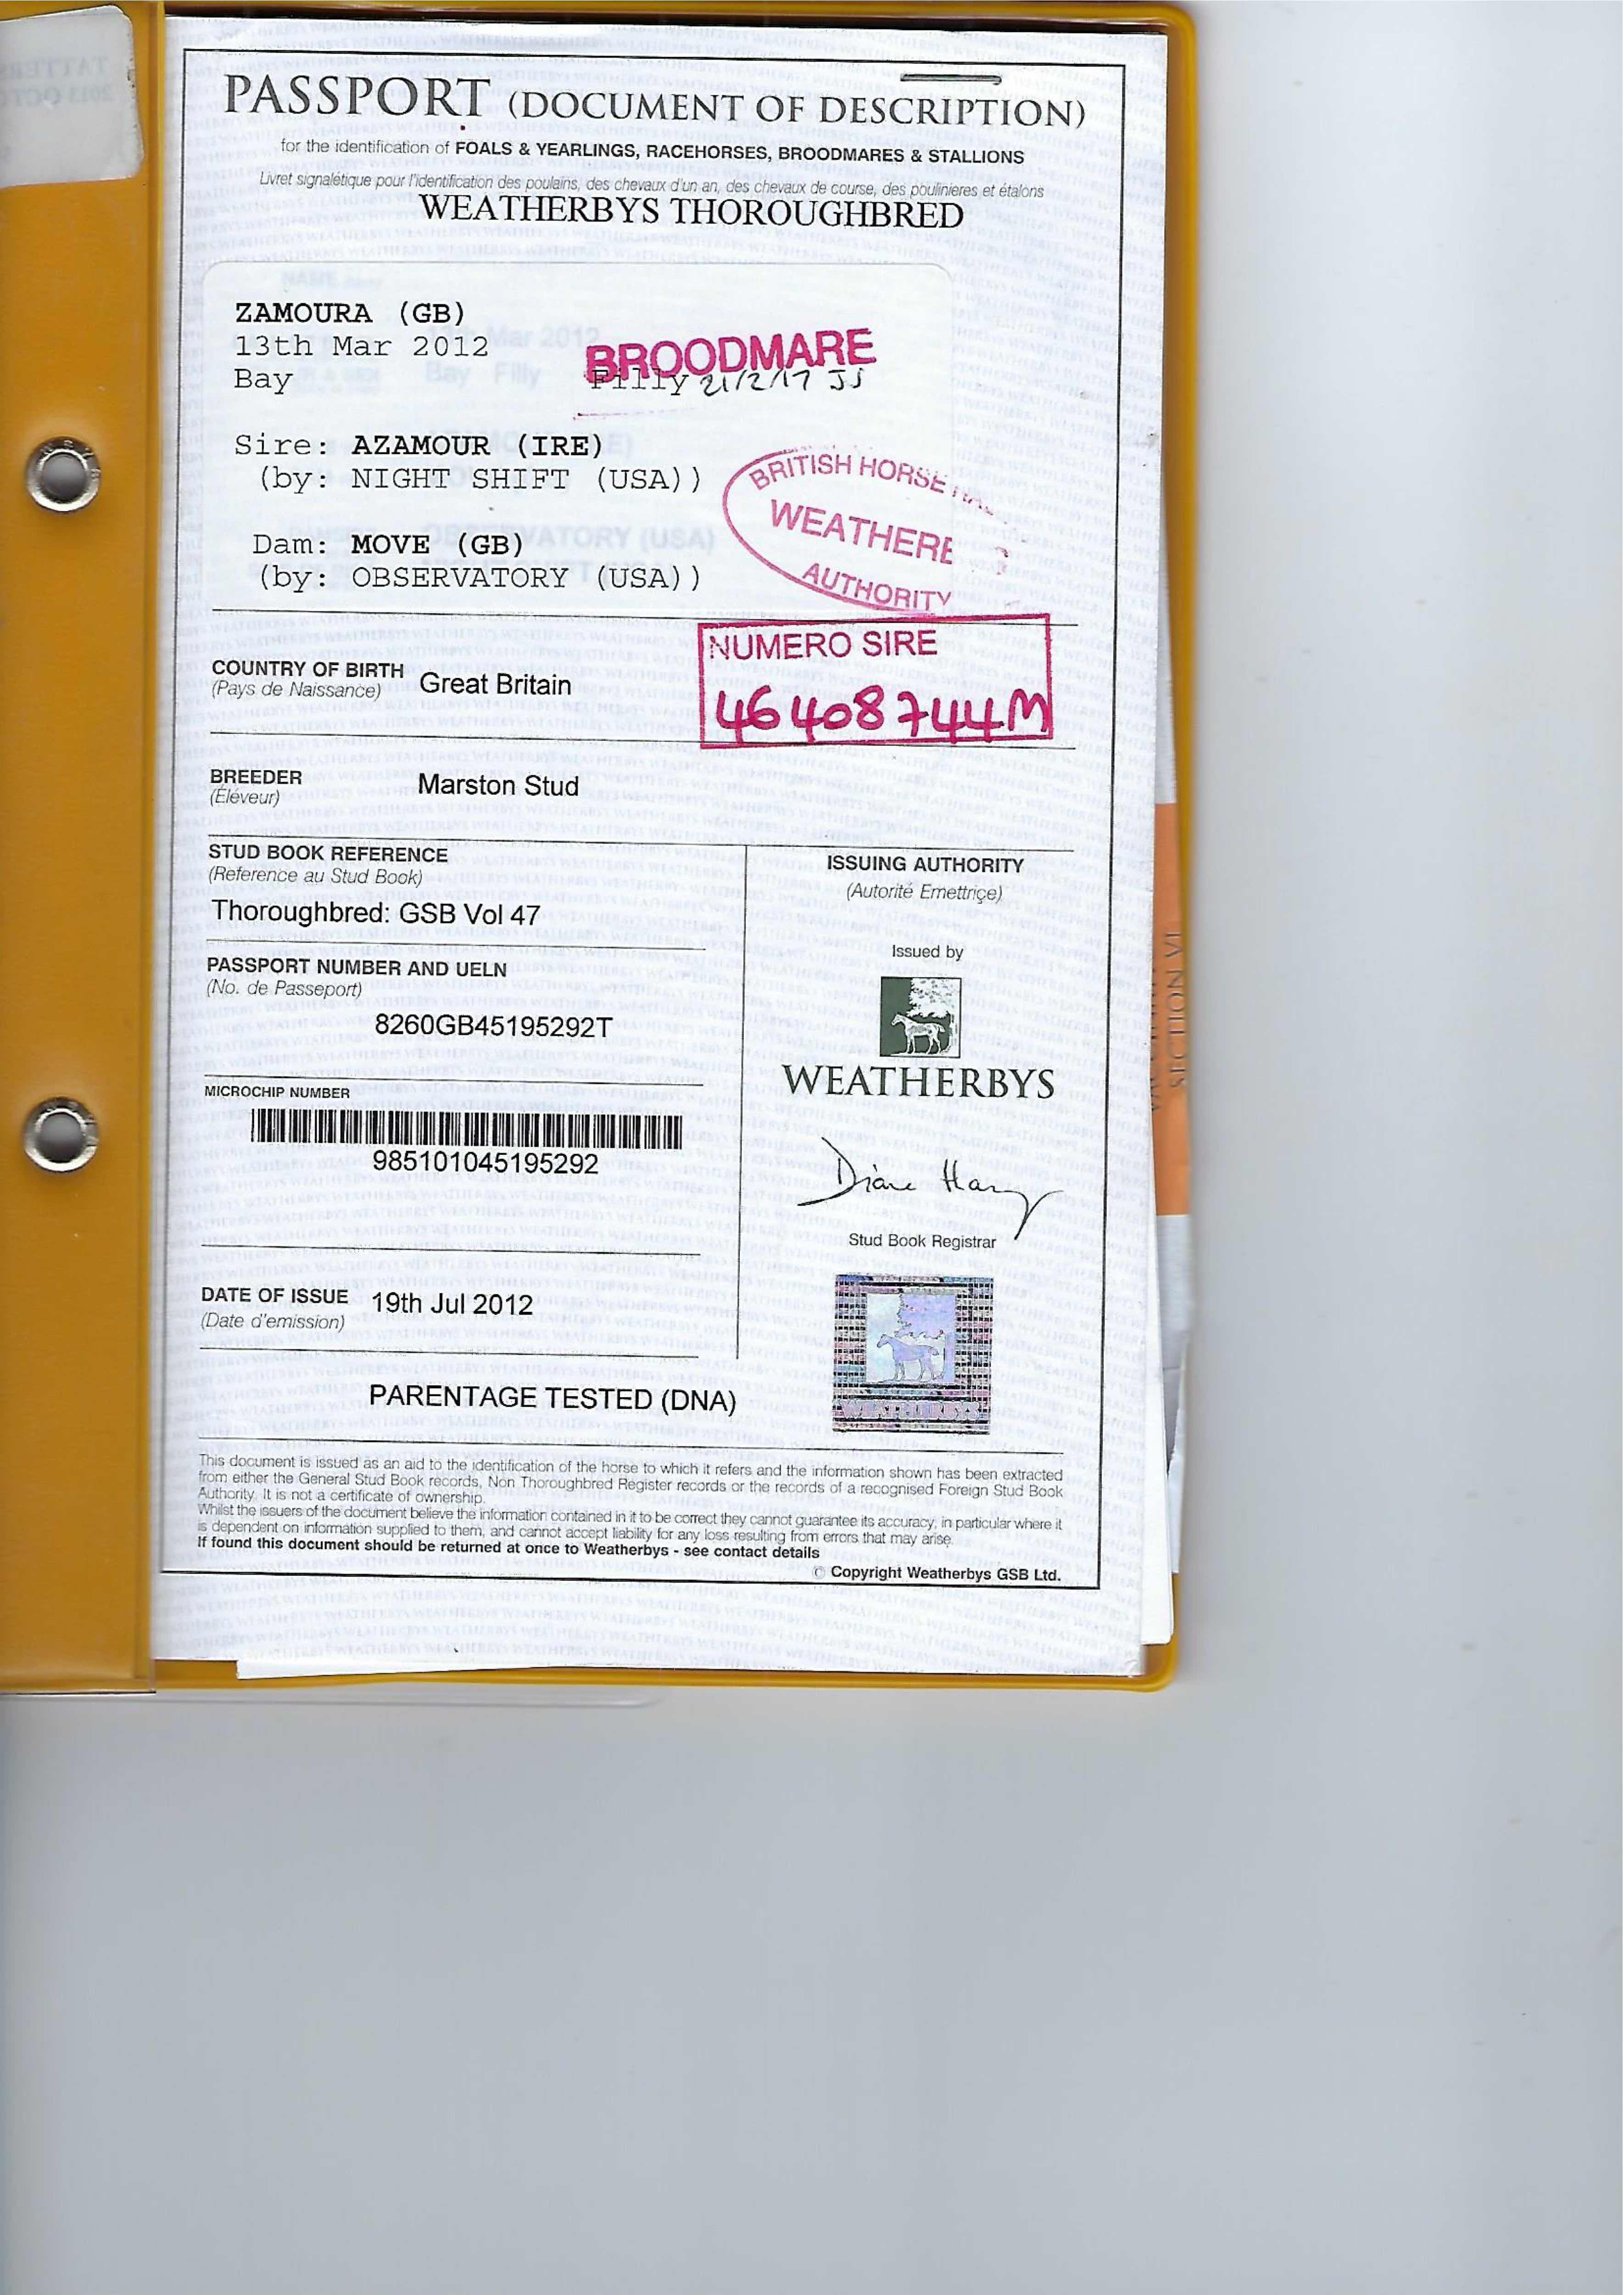 PASSPORT (DOCUMENT OF DESCRIPTION)
for the identification of FOALS & YEARLINGS, RACEHORSES, BROODMARES & STALLIONS
Livret signalétique pour l'identification des poulains, des chevaux d'un an, des chevaux de course, des poulinieres et étalons
WEATHERBYS THOROUGHBRED
ZAMOURA (GB)
13th Mar 2012
BROODMARE
Bay Filly 21/2/17 JJ
Sire: AZAMOUR (IRE)
(by: NIGHT SHIFT (USA))
BRITISH HORSE
WEATHERB
AUTHORITY
Dam: MOVE (GB)
(by: OBSERVATORY (USA))
NUMERO SIRE
46408744M
COUNTRY OF BIRTH
(Pays de Naissance) Great Britain
BREEDER Marston Stud
(Éleveur)
STUD BOOK REFERENCE
(Reference au Stud Book)
Thoroughbred: GSB Vol 47
PASSPORT NUMBER AND UELN
(No. de Passeport)
8260GB45195292T
MICROCHIP NUMBER
985101045195292
DATE OF ISSUE 19th Jul 2012
(Date d'emission)
ISSUING AUTHORITY
(Autorité Emettriçe)
Issued by
WEATHERBYS
Stud Book Registrar
WEATHERBYS
PARENTAGE TESTED (DNA)
This document is issued as an aid to the identification of the horse to which it refers and the information shown has been extracted
from either the General Stud Book records, Non Thoroughbred Register records or the records of a recognised Foreign Stud Book
Authority. It is not a certificate of ownership.
Whilst the issuers of the document believe the information contained in it to be correct they cannot guarantee its accuracy, in particular where it
is dependent on information supplied to them, and cannot accept liability for any loss resulting from errors that may arise.
If found this document should be returned at once to Weatherbys - see contact details
© Copyright Weatherbys GSB Ltd.
SECTION VI